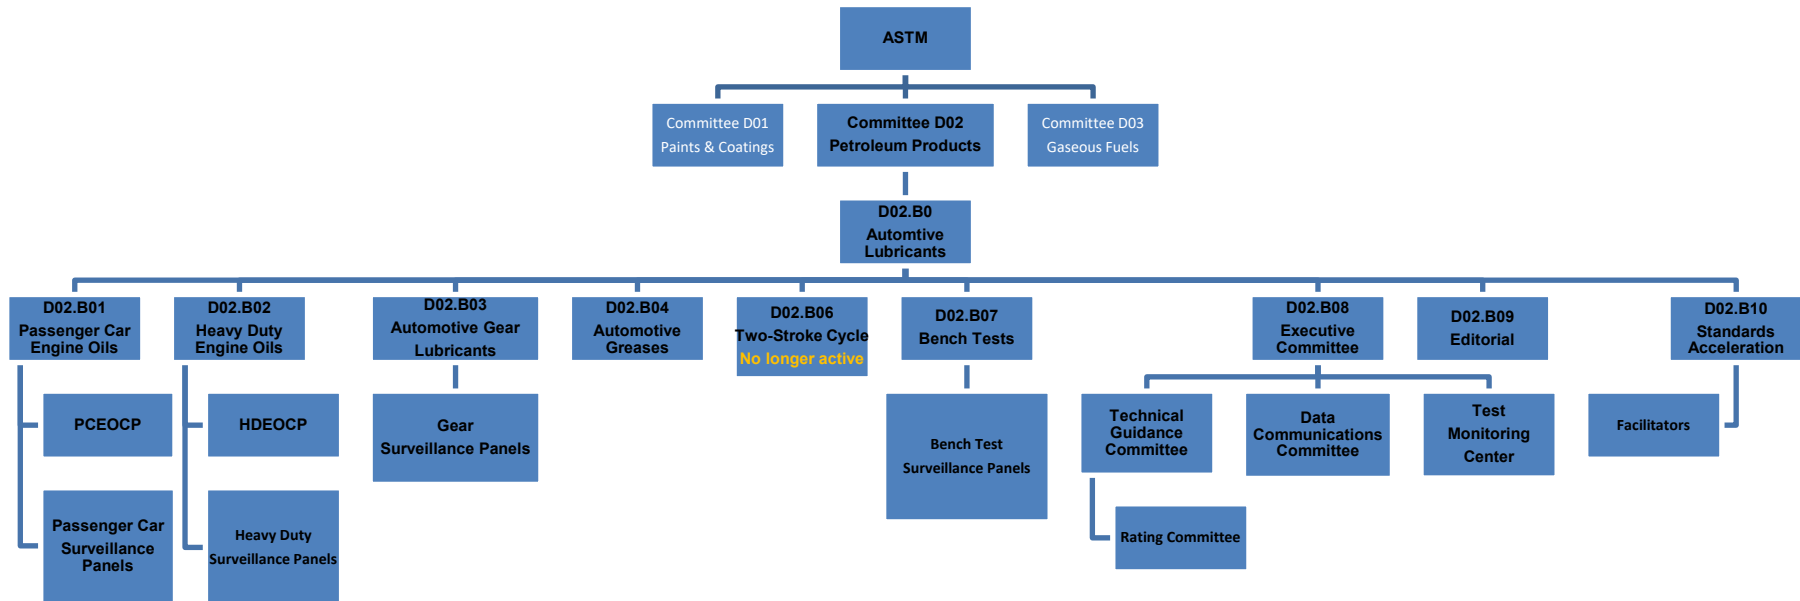 ASTM
Committee D01
Paints & Coatings
Committee D02
Petroleum Products
Committee D03
Gaseous Fuels
D02.B0
Automtive
Lubricants
D02.B01
Passenger Car
Engine Oils
D02.B02
Heavy Duty
Engine Oils
D02.B03
Automotive Gear
Lubricants
D02.B04
Automotive
Greases
D02.B06
Two-Stroke Cycle
No longer active
D02.B07
Bench Tests
D02.B08
Executive
Committee
D02.B09
Editorial
D02.B10
Standards
Acceleration
PCEOCP
HDEOCP
Gear
Surveillance Panels
Bench Test
Surveillance Panels
Technical
Guidance
Committee
Data
Communications
Committee
Test
Monitoring
Center
Facilitators
Passenger Car
Surveillance
Panels
Heavy Duty
Surveillance Panels
Rating Committee